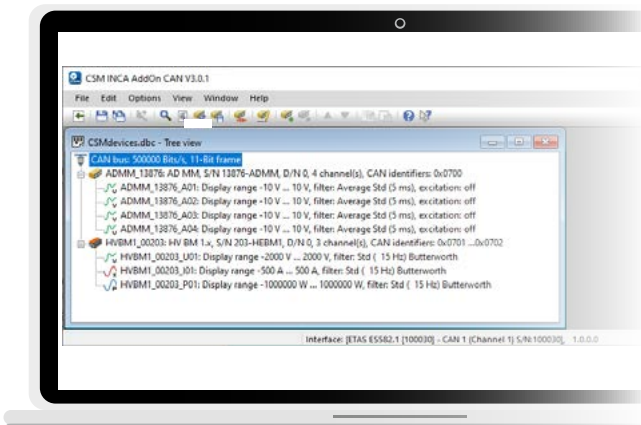 CSM INCA AddOn CAN V3.0.1
File Edit Options View Window Help
CSMdevices.dbc - Tree view
CAN bus: 500000 Bits/s, 11-Bit frame
ADMM_13876: AD MM, S/N 13876-ADMM, D/N 0, 4 channel(s), CAN identifiers: 0x0700
ADMM_13876_A01: Display range -10 V ... 10 V, filter: Average Std (5 ms), excitation: off
ADMM_13876_A02: Display range -10 V ... 10 V, filter: Average Std (5 ms), excitation: off
ADMM_13876_A03: Display range -10 V ... 10 V, filter: Average Std (5 ms), excitation: off
ADMM_13876_A04: Display range -10 V ... 10 V, filter: Average Std (5 ms), excitation: off
HVBM1_00203: HV BM 1.x, S/N 203-HEBM1, D/N 0, 3 channel(s), CAN identifiers: 0x0701 ...0x0702
HVBM1_00203_U01: Display range -2000 V ... 2000 V, filter: Std ( 15 Hz) Butterworth
HVBM1_00203_I01: Display range -500 A ... 500 A, filter: Std ( 15 Hz) Butterworth
HVBM1_00203_P01: Display range -1000000 W ... 1000000 W, filter: Std ( 15 Hz) Butterworth
Interface: [ETAS ES582.1 [100030] - CAN 1 (Channel 1) S/N:100030], 1.0.0.0